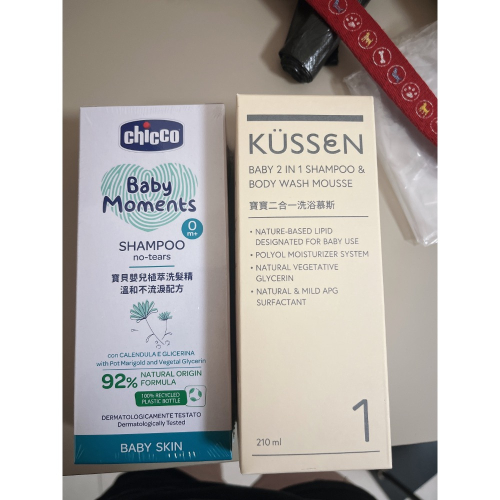 chicco
Baby
Moments
0
m+
SHAMPOO
no-tears
寶貝嬰兒植萃洗髮精
溫和不流淚配方
con CALENDULA E GLICERINA
with Pot Marigold and Vegetal Glycerin
92% NATURAL ORIGIN
FORMULA
100% RECYCLED
PLASTIC BOTTLE
DERMATOLOGICAMENTE TESTATO
Dermatologically Tested
BABY SKIN
KÜSSEN
BABY 2 IN 1 SHAMPOO &
BODY WASH MOUSSE
寶寶二合一洗浴慕斯
• NATURE-BASED LIPID
DESIGNATED FOR BABY USE
• POLYOL MOISTURIZER SYSTEM
• NATURAL VEGETATIVE
GLYCERIN
• NATURAL & MILD APG
SURFACTANT
210 ml
1